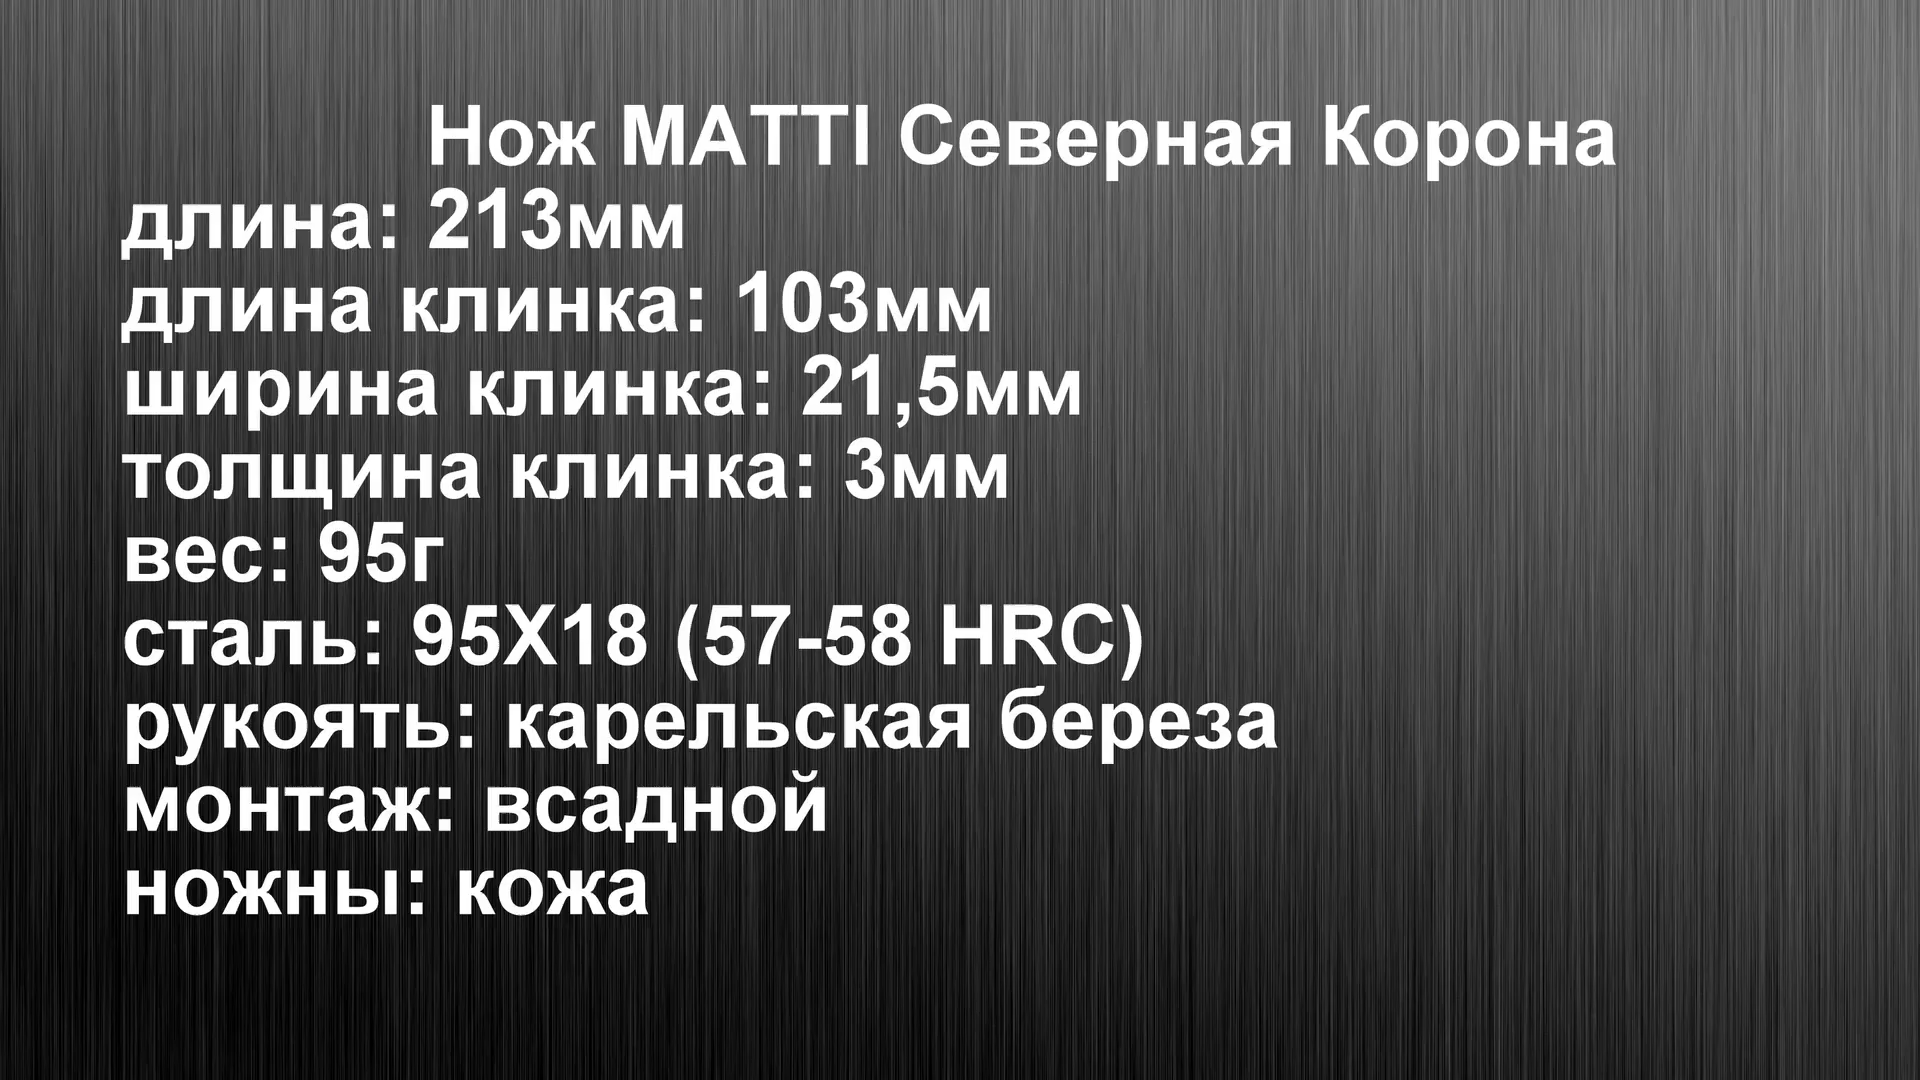 Нож MATTI Северная Корона
длина: 213мм
длина клинка: 103мм
ширина клинка: 21,5мм
толщина клинка: 3мм
вес: 95г
сталь: 95Х18 (57-58 HRC)
рукоять: карельская береза
монтаж: всадной
ножны: кожа